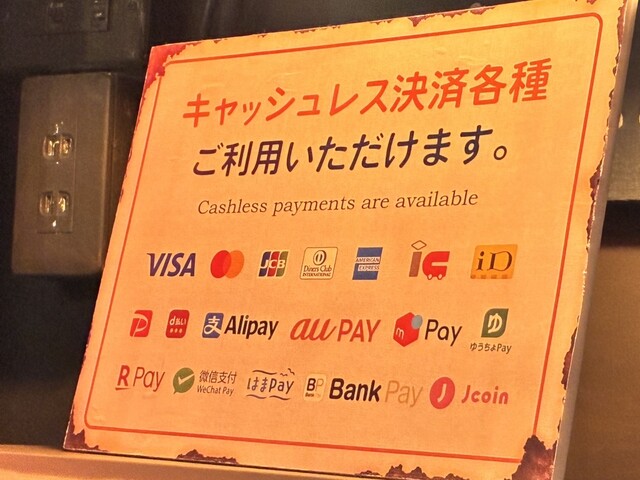 キャッシュレス決済各種
ご利用いただけます。
Cashless payments are available
VISA JCB Diners Club INTERNATIONAL AMERICAN EXPRESS iD
d払い Alipay au PAY m Pay ゆうちょPay
R Pay 微信支付 WeChat Pay はまPay BP Bank Pay J Jcoin